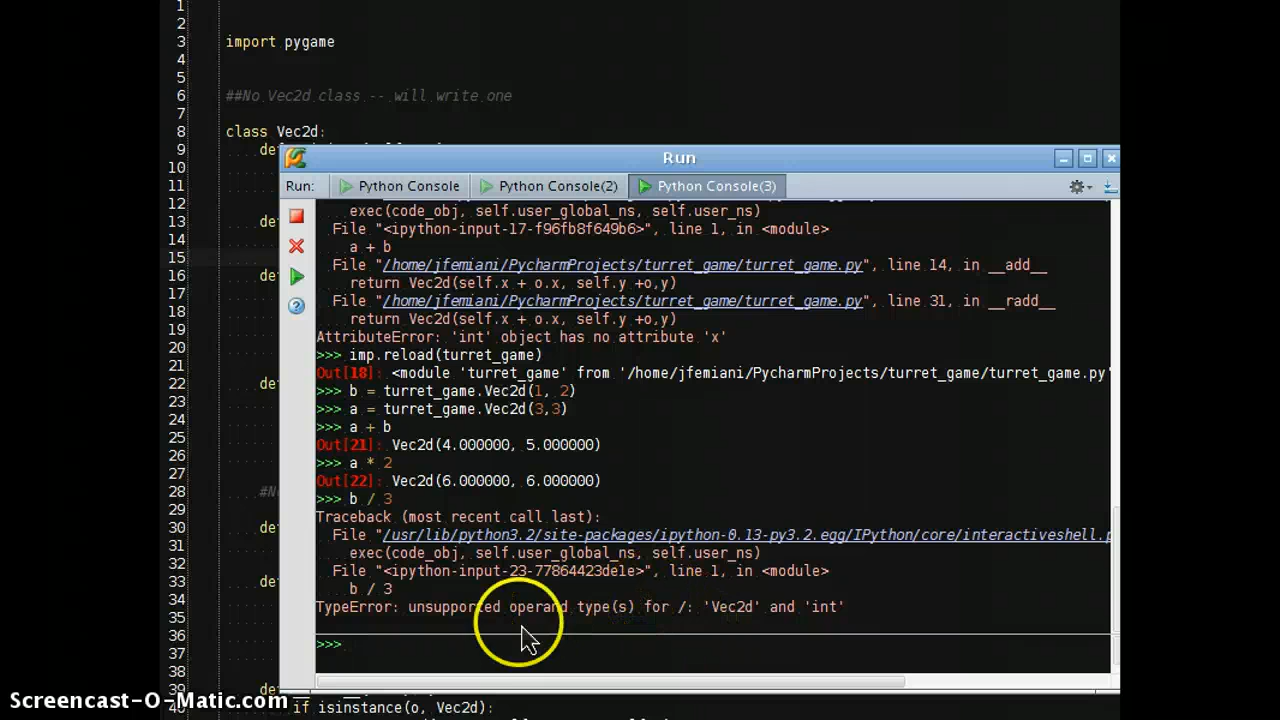 1
2
3 import pygame
4
5
6 ##No Vec2d class -- will write one
7
8 class Vec2d:
9 de
Run
10
Run: Python Console Python Console(2) Python Console(3)
11
12
exec(code_obj, self.user_global_ns, self.user_ns)
13 de
File "<ipython-input-17-f96fb8f649b6>", line 1, in <module>
14
a + b
15
File "/home/jfemiani/PycharmProjects/turret_game/turret_game.py", line 14, in __add__
16 de
return Vec2d(self.x + o.x, self.y +o,y)
17
File "/home/jfemiani/PycharmProjects/turret_game/turret_game.py", line 31, in __radd__
18
return Vec2d(self.x + o.x, self.y +o,y)
19
AttributeError: 'int' object has no attribute 'x'
20
>>> imp.reload(turret_game)
21
Out[18]: <module 'turret_game' from '/home/jfemiani/PycharmProjects/turret_game/turret_game.py'
22 de
>>> b = turret_game.Vec2d(1, 2)
23
>>> a = turret_game.Vec2d(3,3)
24
>>> a + b
25
Out[21]: Vec2d(4.000000, 5.000000)
26
>>> a * 2
27
Out[22]: Vec2d(6.000000, 6.000000)
28 #N
>>> b / 3
29
Traceback (most recent call last):
30 de
File "/usr/lib/python3.2/site-packages/ipython-0.13-py3.2.egg/IPython/core/interactiveshell.p
31
exec(code_obj, self.user_global_ns, self.user_ns)
32
File "<ipython-input-23-77864423de1e>", line 1, in <module>
33 de
b / 3
34
TypeError: unsupported operand type(s) for /: 'Vec2d' and 'int'
35
36
>>>
37
38
39 de
40 if isinstance(o, Vec2d):
Screencast-O-Matic.com